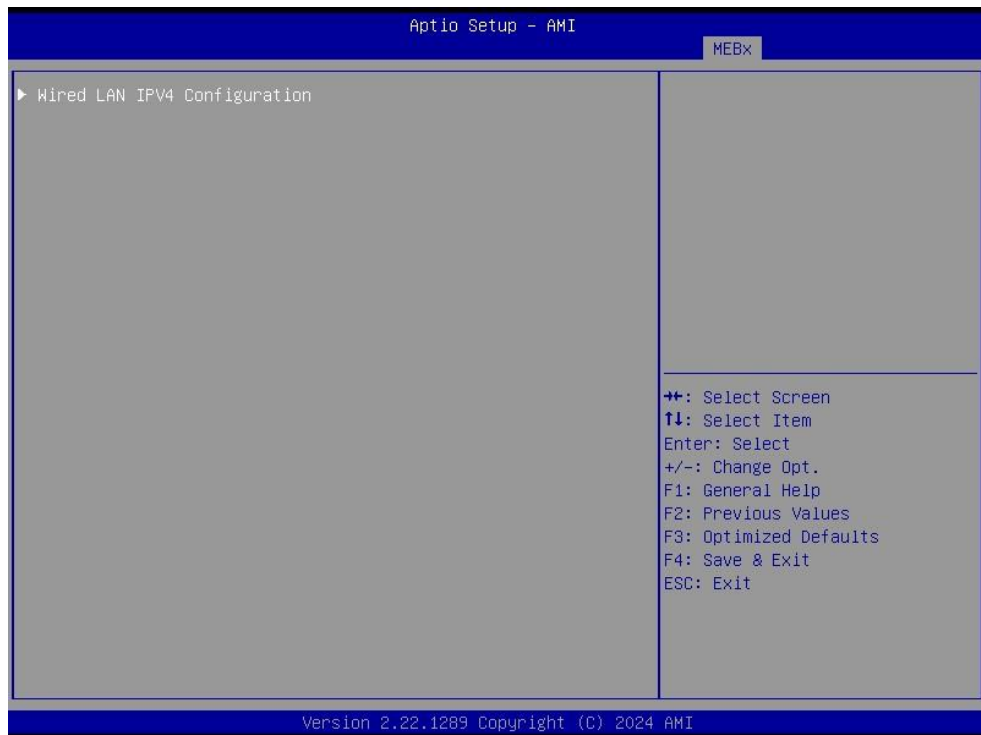 Aptio Setup - AMI
MEBx
▶ Wired LAN IPV4 Configuration
→←: Select Screen
↑↓: Select Item
Enter: Select
+/-: Change Opt.
F1: General Help
F2: Previous Values
F3: Optimized Defaults
F4: Save & Exit
ESC: Exit
Version 2.22.1289 Copyright (C) 2024 AMI